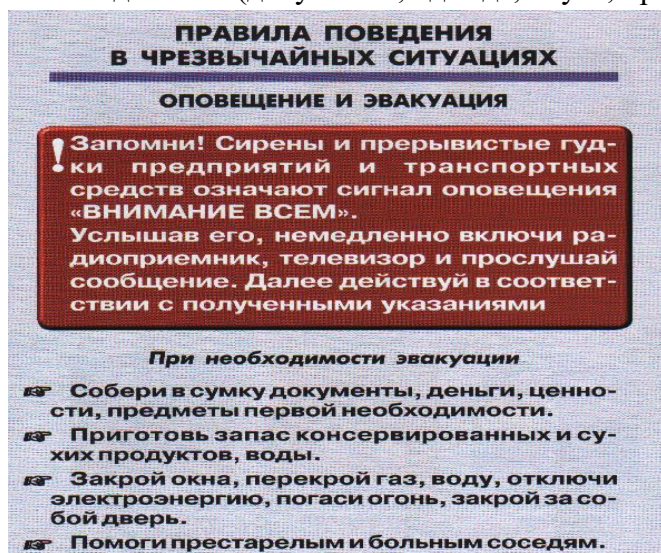 ПРАВИЛА ПОВЕДЕНИЯ
В ЧРЕЗВЫЧАЙНЫХ СИТУАЦИЯХ
ОПОВЕЩЕНИЕ И ЭВАКУАЦИЯ
! Запомни! Сирены и прерывистые гуд-
ки предприятий и транспортных
средств означают сигнал оповещения
«ВНИМАНИЕ ВСЕМ».
Услышав его, немедленно включи ра-
диоприемник, телевизор и прослушай
сообщение. Далее действуй в соответ-
ствии с полученными указаниями
При необходимости эвакуации
☞ Собери в сумку документы, деньги, ценно-
сти, предметы первой необходимости.
☞ Приготовь запас консервированных и су-
хих продуктов, воды.
☞ Закрой окна, перекрой газ, воду, отключи
электроэнергию, погаси огонь, закрой за со-
бой дверь.
☞ Помоги престарелым и больным соседям.